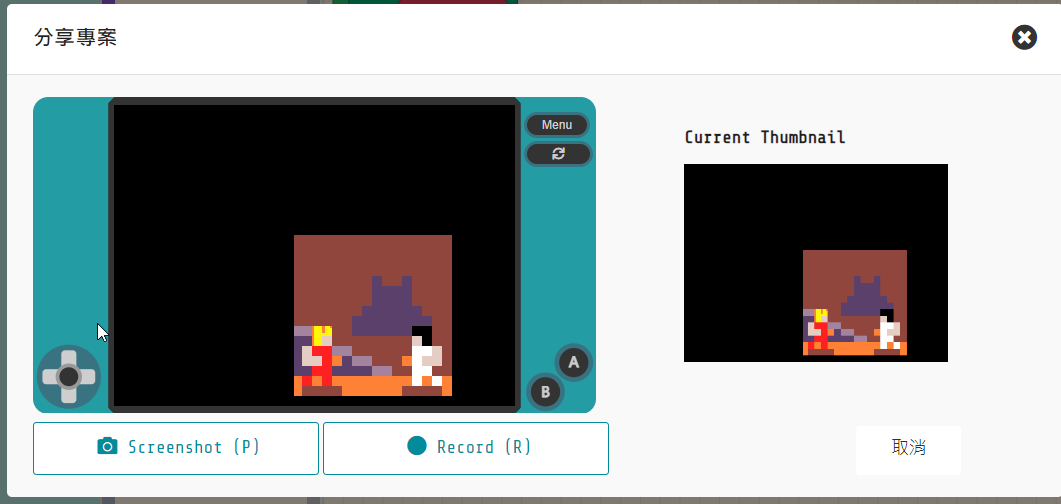 分享專案
Menu
Current Thumbnail
A
B
Screenshot (P)
Record (R)
取消